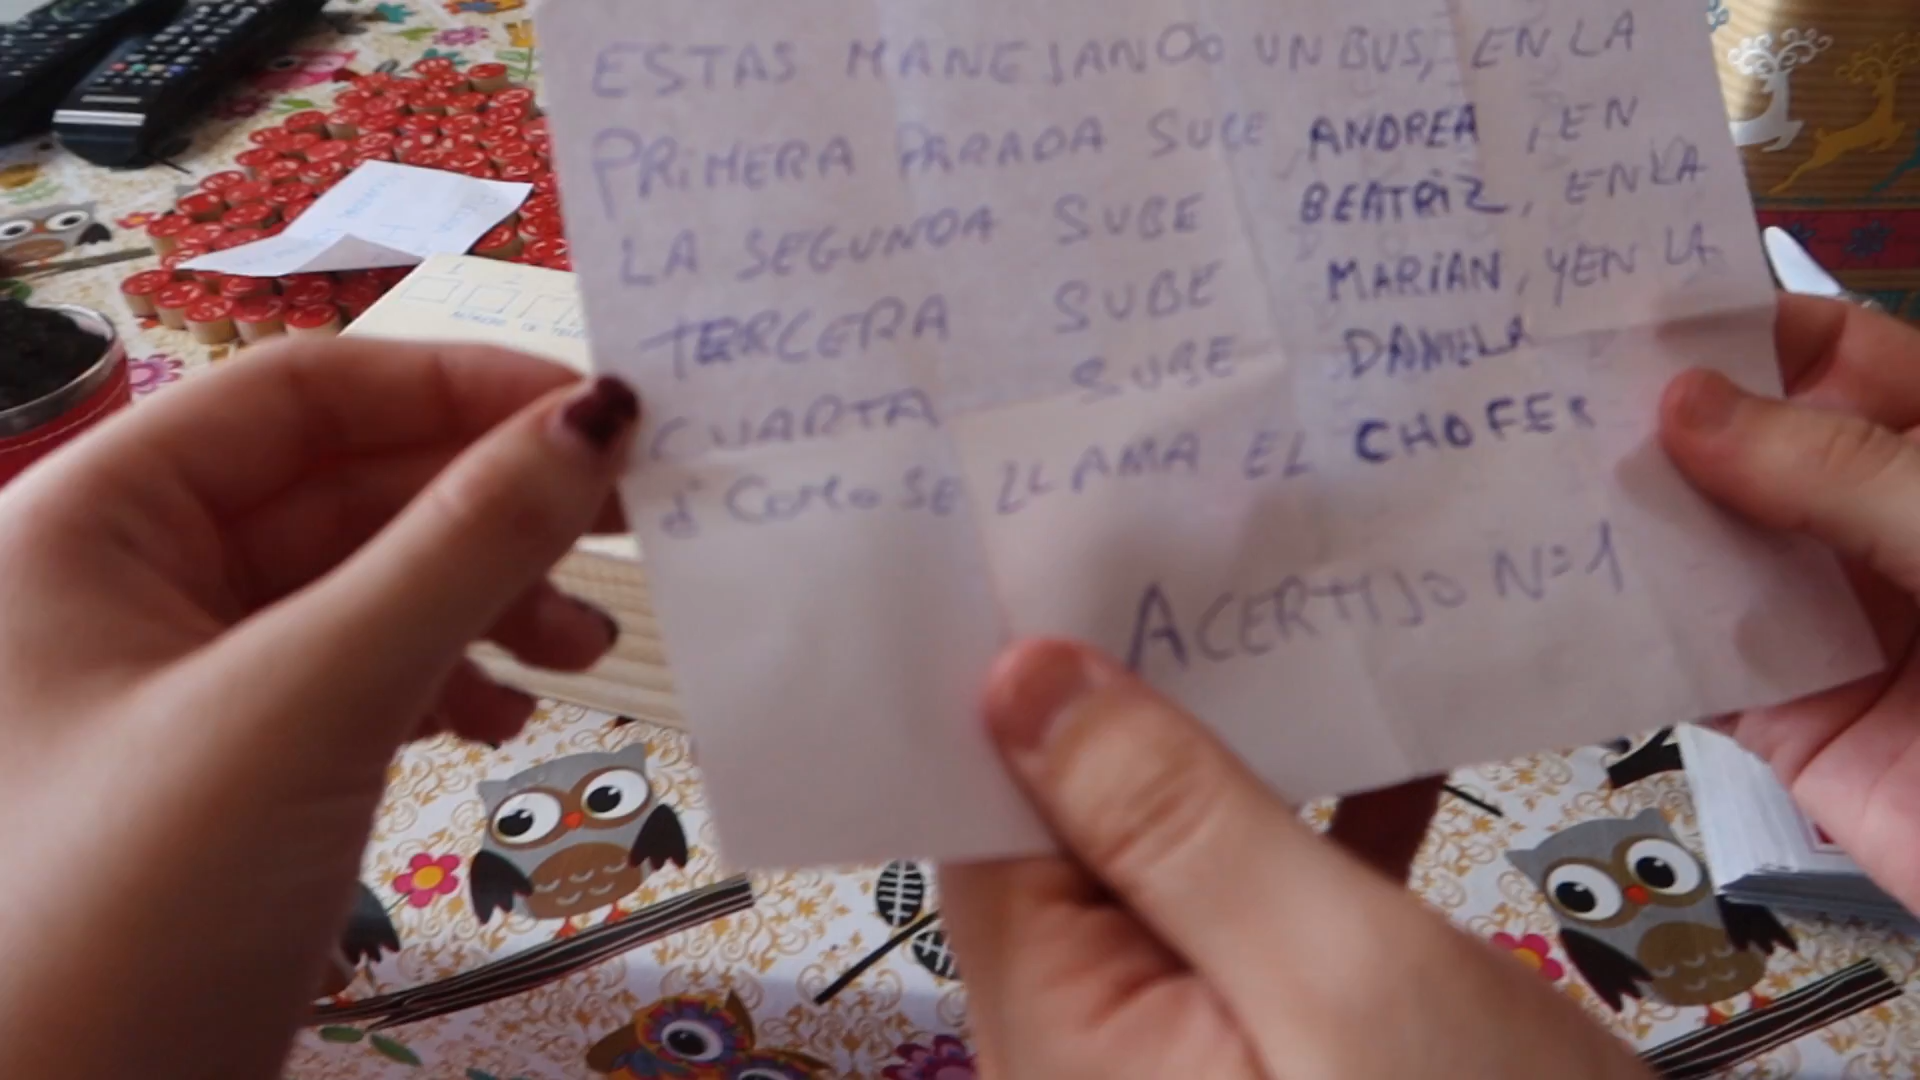 ESTAS MANEJANDO UN BUS, EN LA
PRIMERA PARADA SUBE ANDREA, EN
LA SEGUNDA SUBE BEATRIZ, EN LA
TERCERA SUBE MARIAN, Y EN LA
CUARTA SUBE DANIELA
¿COMO SE LLAMA EL CHOFER
ACERTIJO N=1